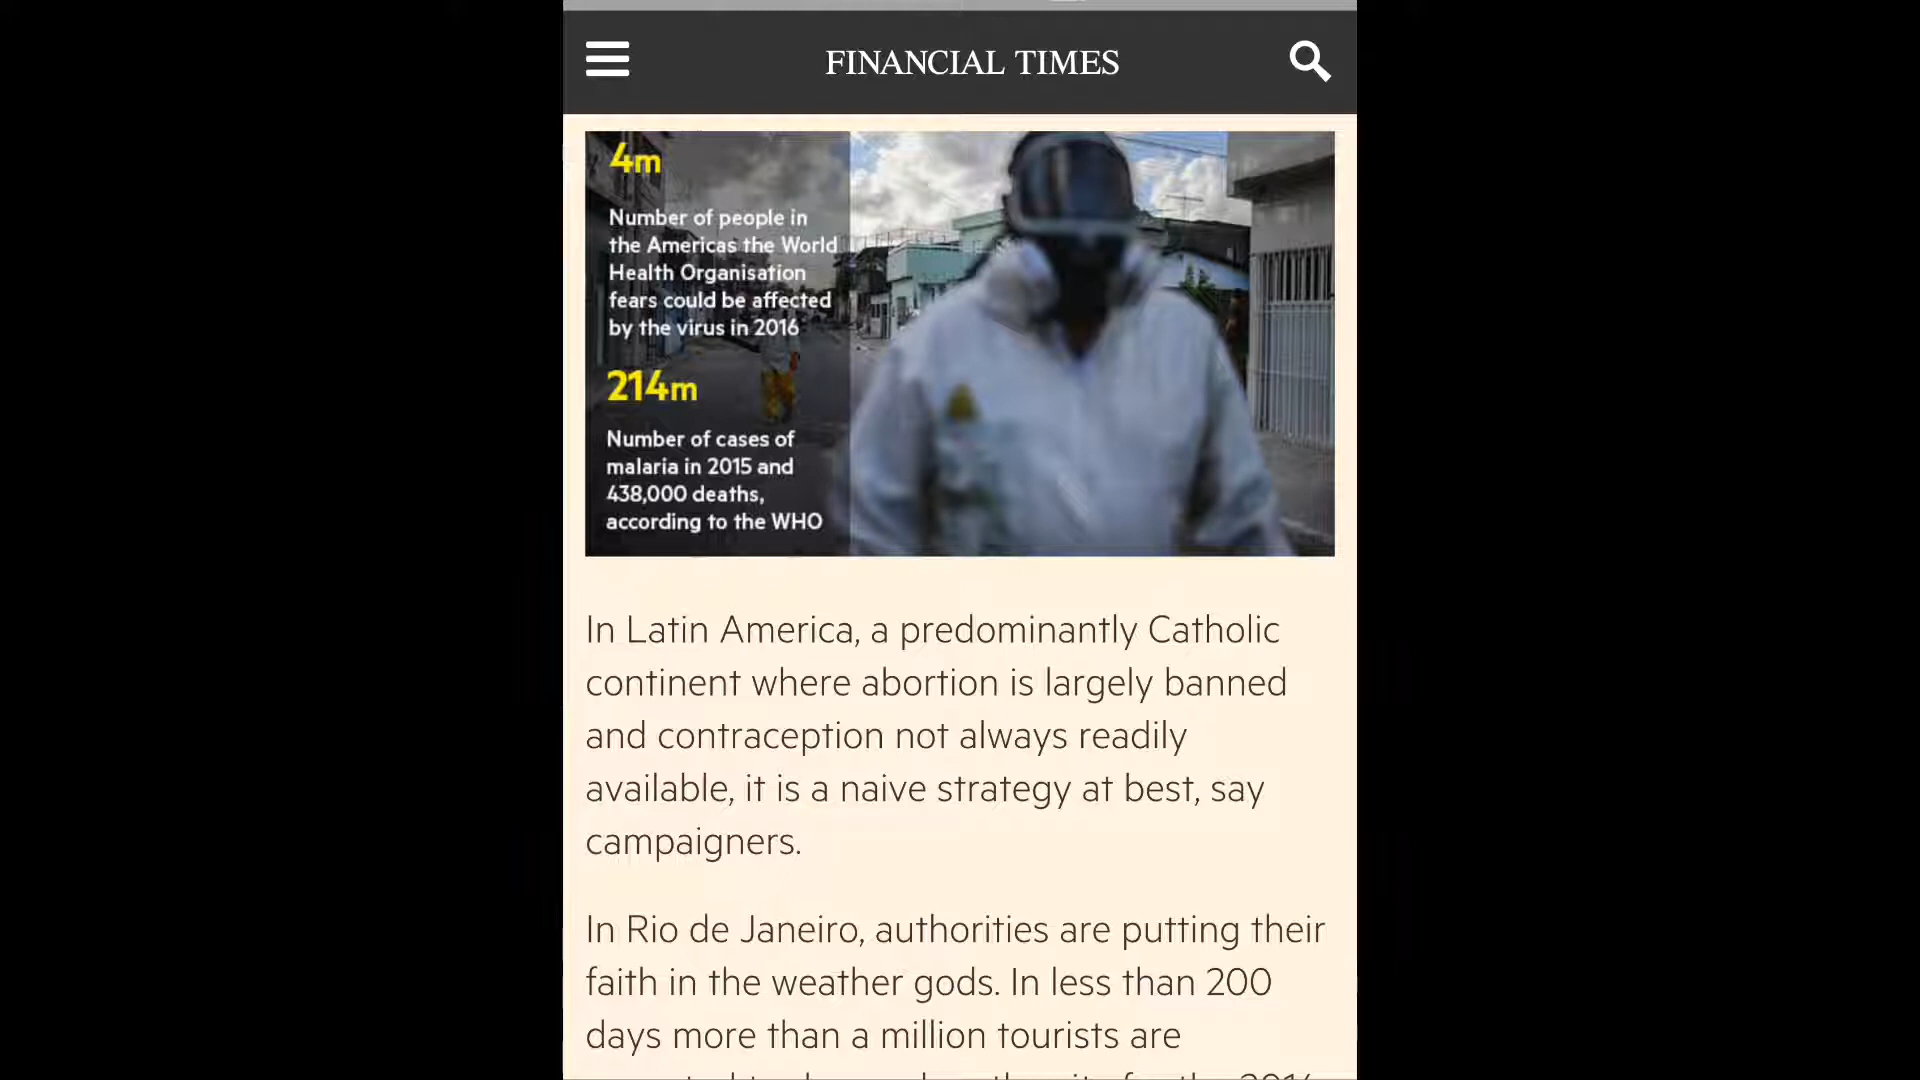 FINANCIAL TIMES
4m
Number of people in
the Americas the World
Health Organisation
fears could be affected
by the virus in 2016
214m
Number of cases of
malaria in 2015 and
438,000 deaths,
according to the WHO
In Latin America, a predominantly Catholic
continent where abortion is largely banned
and contraception not always readily
available, it is a naive strategy at best, say
campaigners.
In Rio de Janeiro, authorities are putting their
faith in the weather gods. In less than 200
days more than a million tourists are